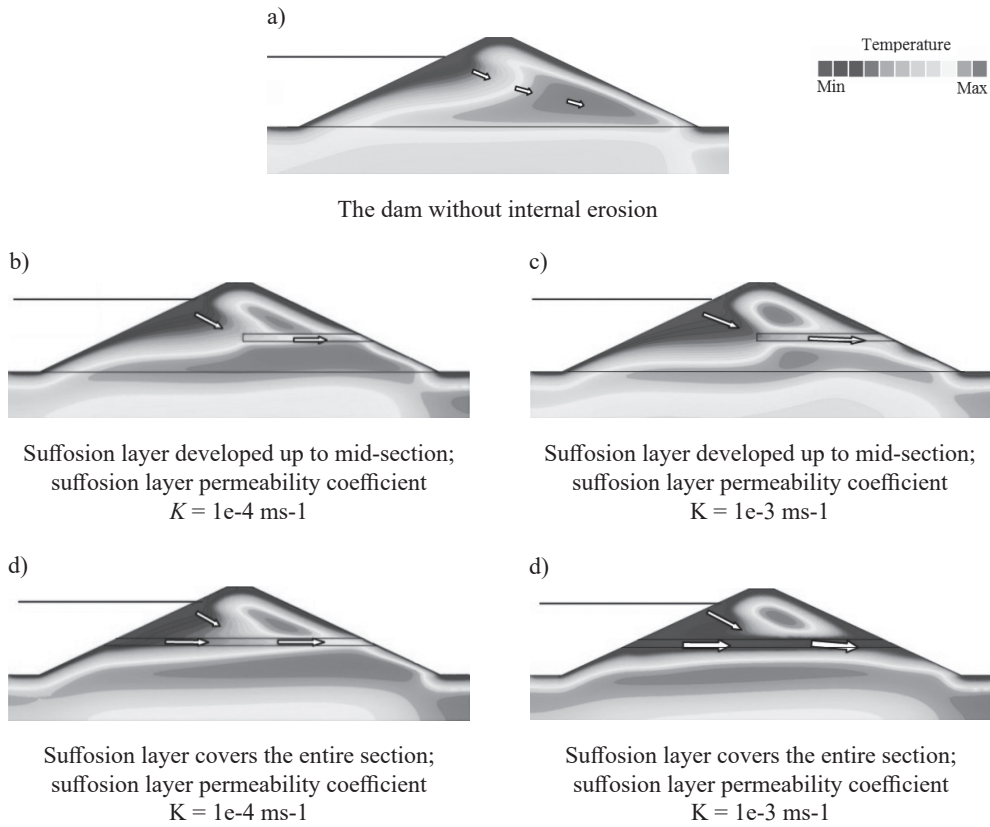 a)
Temperature
Min Max
The dam without internal erosion
b)
c)
Suffosion layer developed up to mid-section;
suffosion layer permeability coefficient
K = 1e-4 ms-1
Suffosion layer developed up to mid-section;
suffosion layer permeability coefficient
K = 1e-3 ms-1
d)
d)
Suffosion layer covers the entire section;
suffosion layer permeability coefficient
K = 1e-4 ms-1
Suffosion layer covers the entire section;
suffosion layer permeability coefficient
K = 1e-3 ms-1